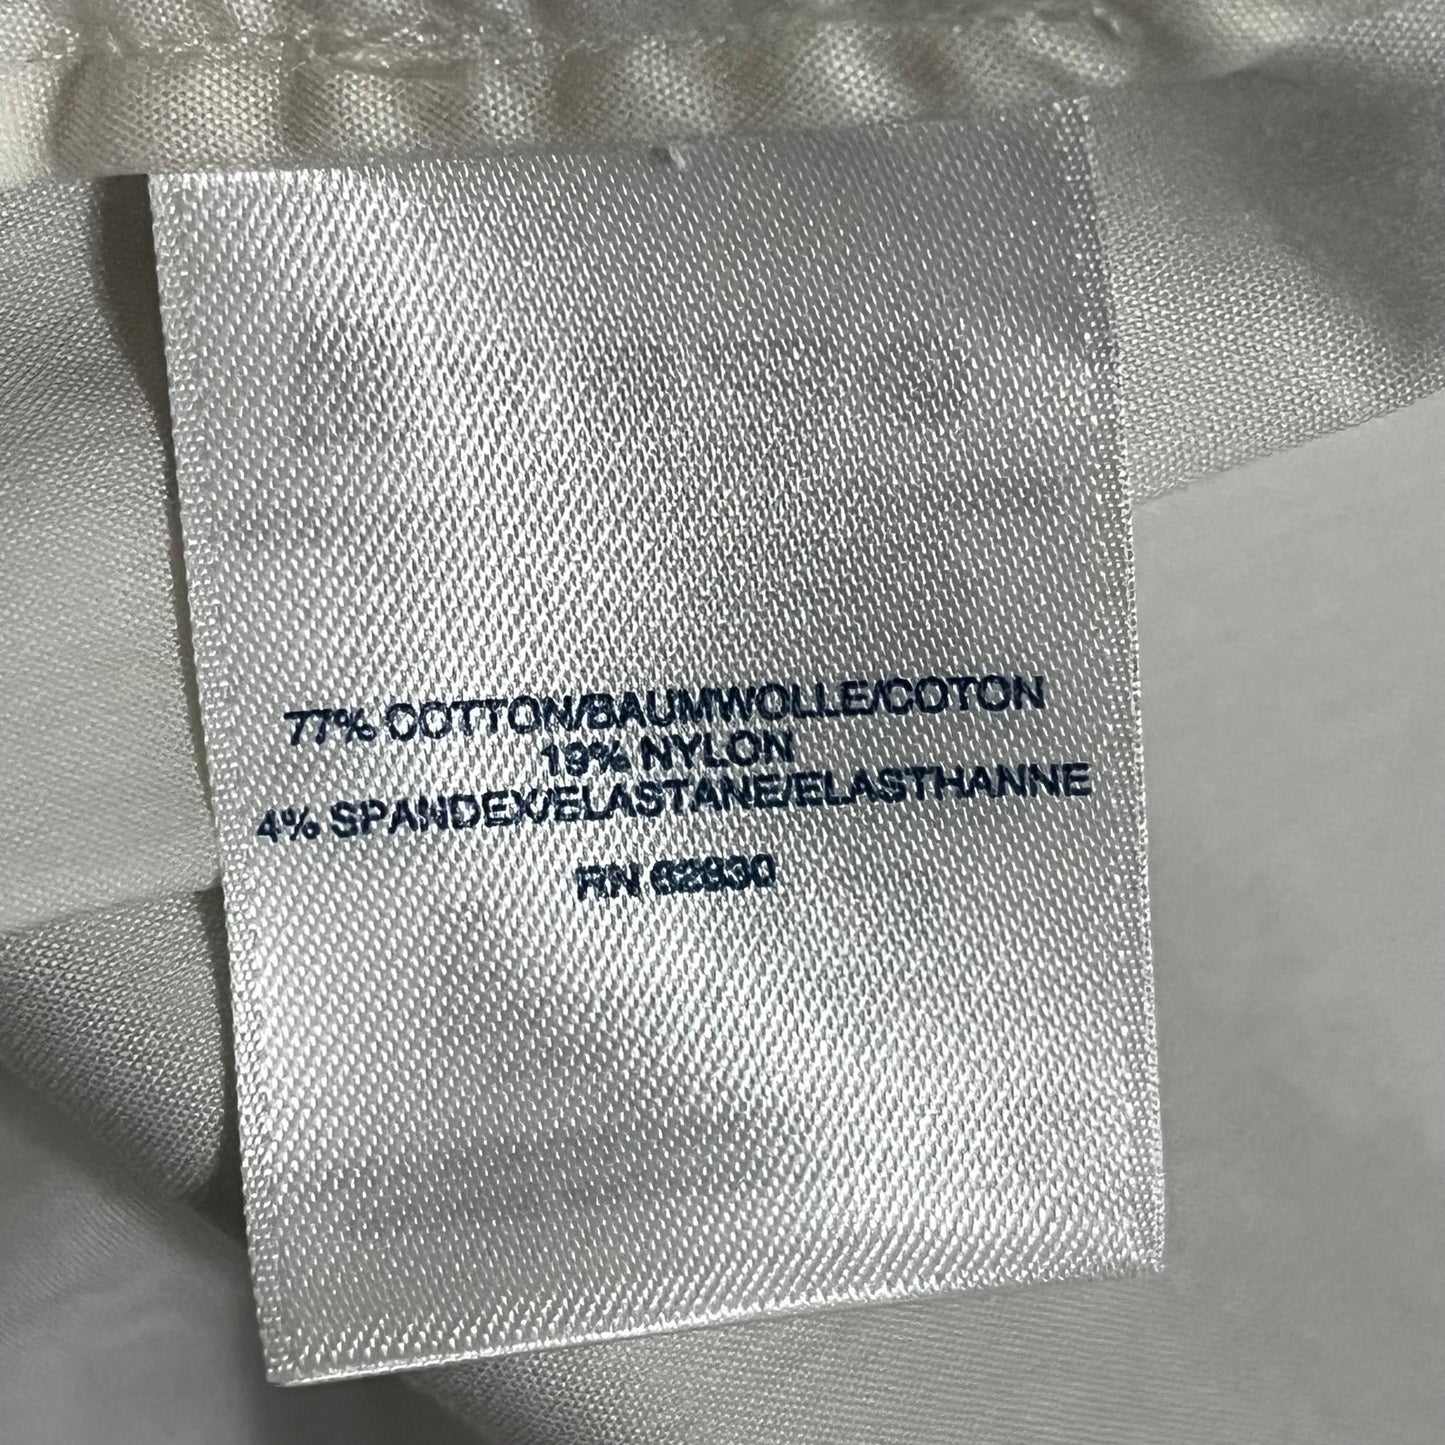 77% COTTON/BAUMWOLLE/COTON
19% NYLON
4% SPANDEX/ELASTANE/ELASTHANNE
RN 62930